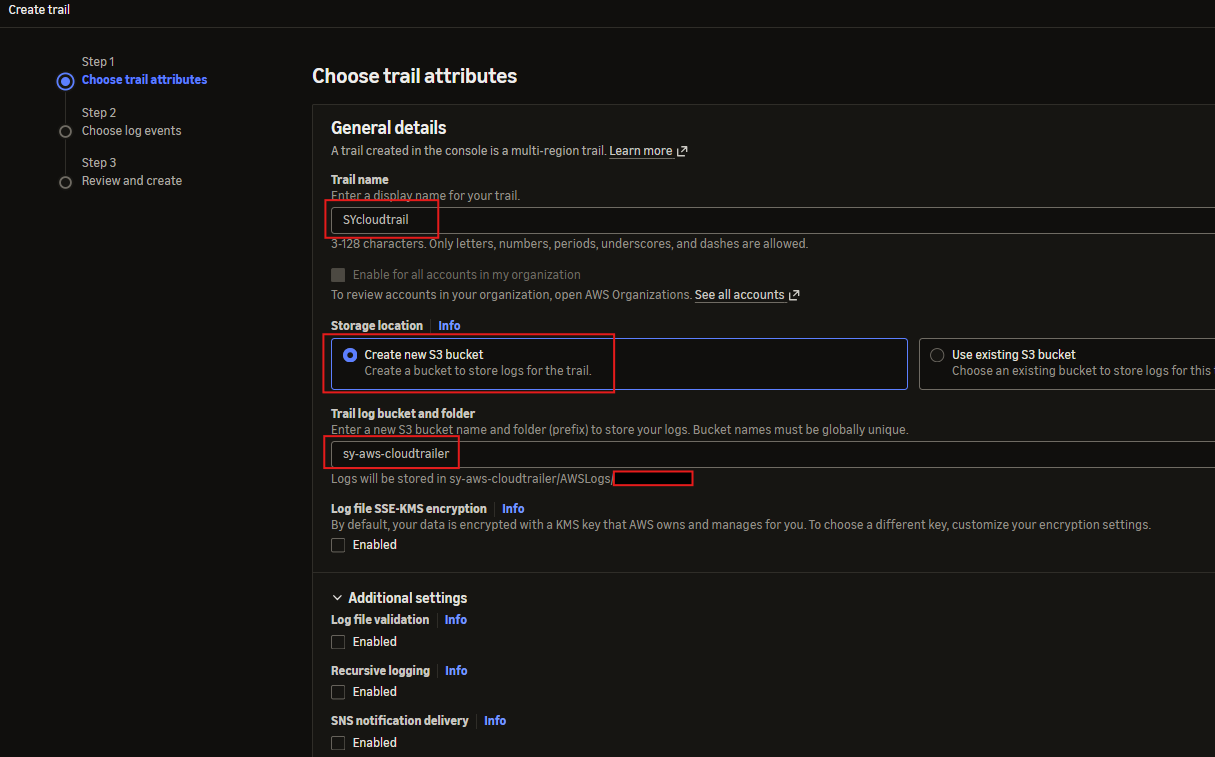 Create trail
Step 1
Choose trail attributes
Step 2
Choose log events
Step 3
Review and create
Choose trail attributes
General details
A trail created in the console is a multi-region trail. Learn more
Trail name
Enter a display name for your trail.
SYcloudtrail
3-128 characters. Only letters, numbers, periods, underscores, and dashes are allowed.
Enable for all accounts in my organization
To review accounts in your organization, open AWS Organizations. See all accounts
Storage location Info
Create new S3 bucket
Create a bucket to store logs for the trail.
Use existing S3 bucket
Choose an existing bucket to store logs for this
Trail log bucket and folder
Enter a new S3 bucket name and folder (prefix) to store your logs. Bucket names must be globally unique.
sy-aws-cloudtrailer
Logs will be stored in sy-aws-cloudtrailer/AWSLogs/
Log file SSE-KMS encryption Info
By default, your data is encrypted with a KMS key that AWS owns and manages for you. To choose a different key, customize your encryption settings.
Enabled
Additional settings
Log file validation Info
Enabled
Recursive logging Info
Enabled
SNS notification delivery Info
Enabled